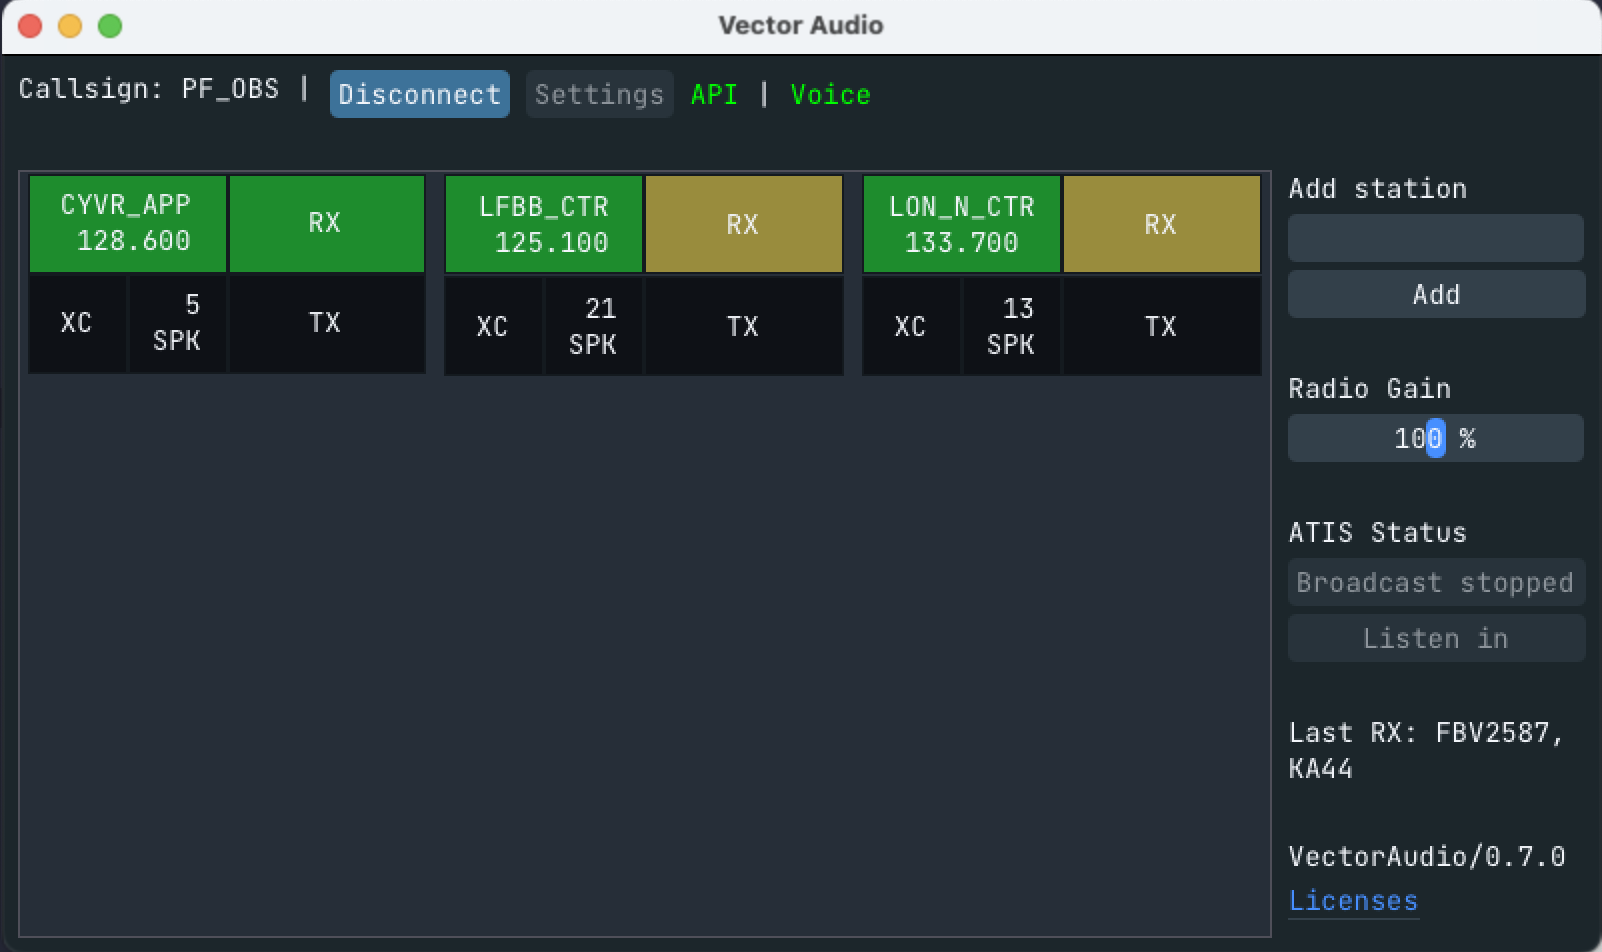 Vector Audio
Callsign: PF_OBS | Disconnect Settings API | Voice
CYVR_APP
128.600
RX
XC
5
SPK
TX
LFBB_CTR
125.100
RX
XC
21
SPK
TX
LON_N_CTR
133.700
RX
XC
13
SPK
TX
Add station
Add
Radio Gain
100 %
ATIS Status
Broadcast stopped
Listen in
Last RX: FBV2587,
KA44
VectorAudio/0.7.0
Licenses